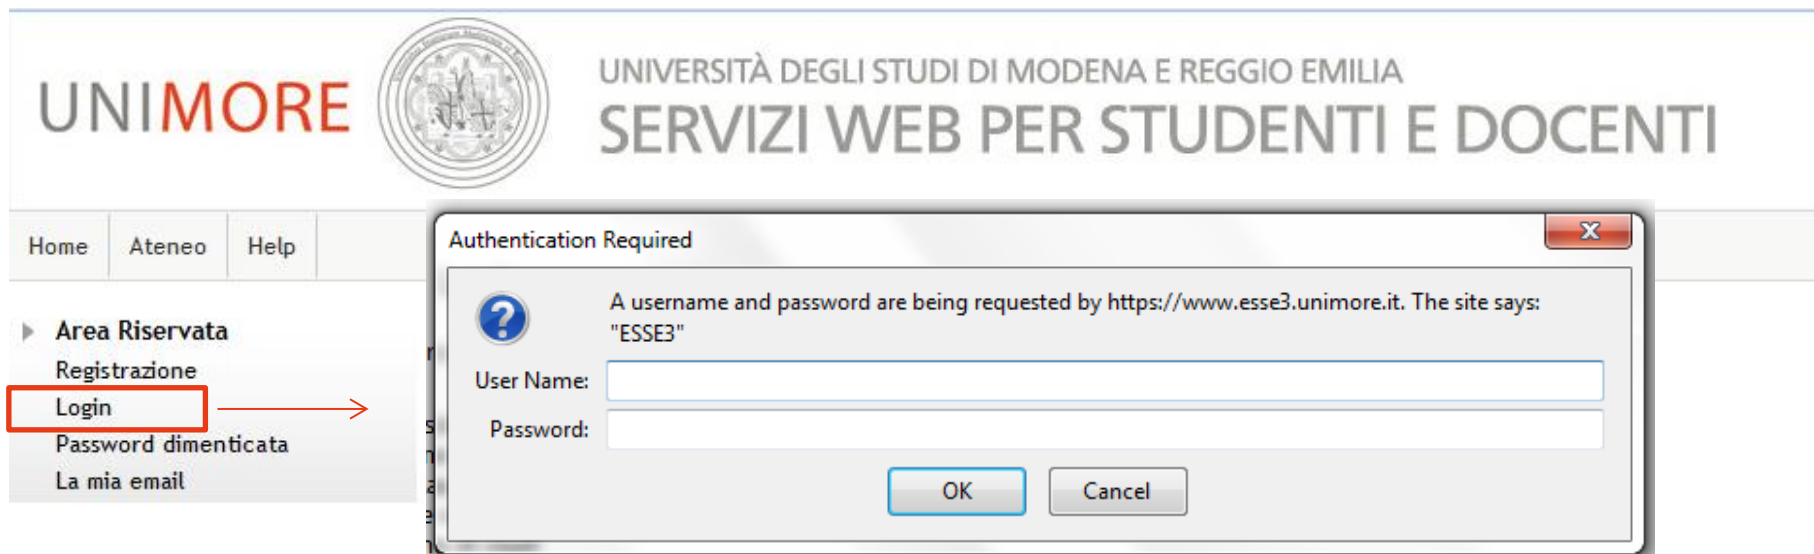 UNIMORE
UNIVERSITÀ DEGLI STUDI DI MODENA E REGGIO EMILIA
SERVIZI WEB PER STUDENTI E DOCENTI
Home Ateneo Help
Area Riservata
Registrazione
Login
Password dimenticata
La mia email
Authentication Required
A username and password are being requested by https://www.esse3.unimore.it. The site says:
"ESSE3"
User Name:
Password:
OK Cancel